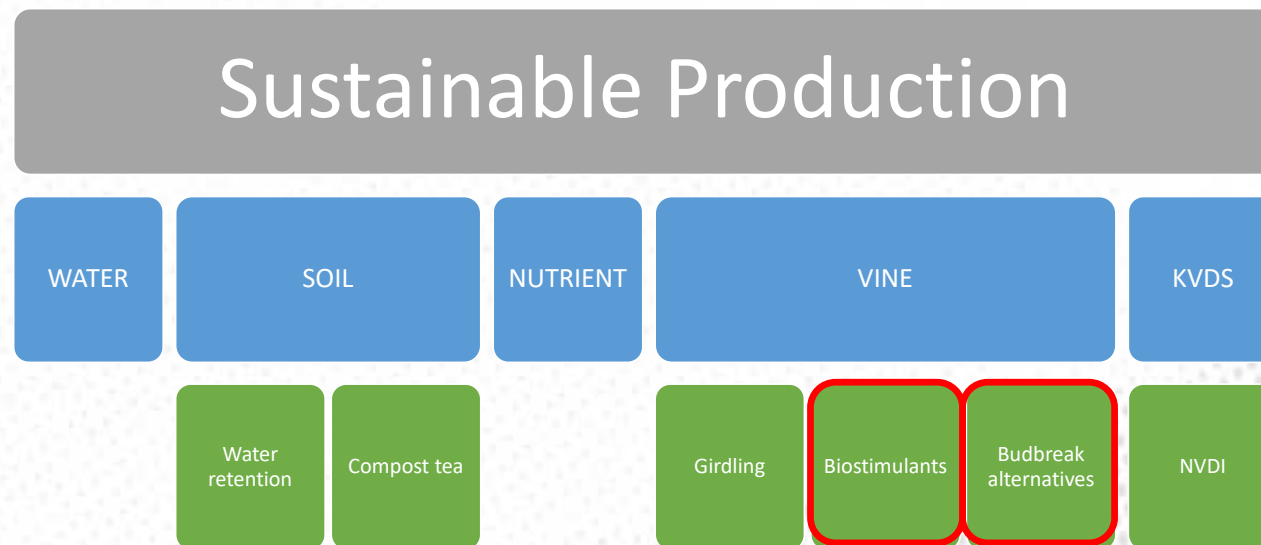 Sustainable Production
WATER
SOIL
NUTRIENT
VINE
KVDS
Water
retention
Compost tea
Girdling
Biostimulants
Budbreak
alternatives
NVDI